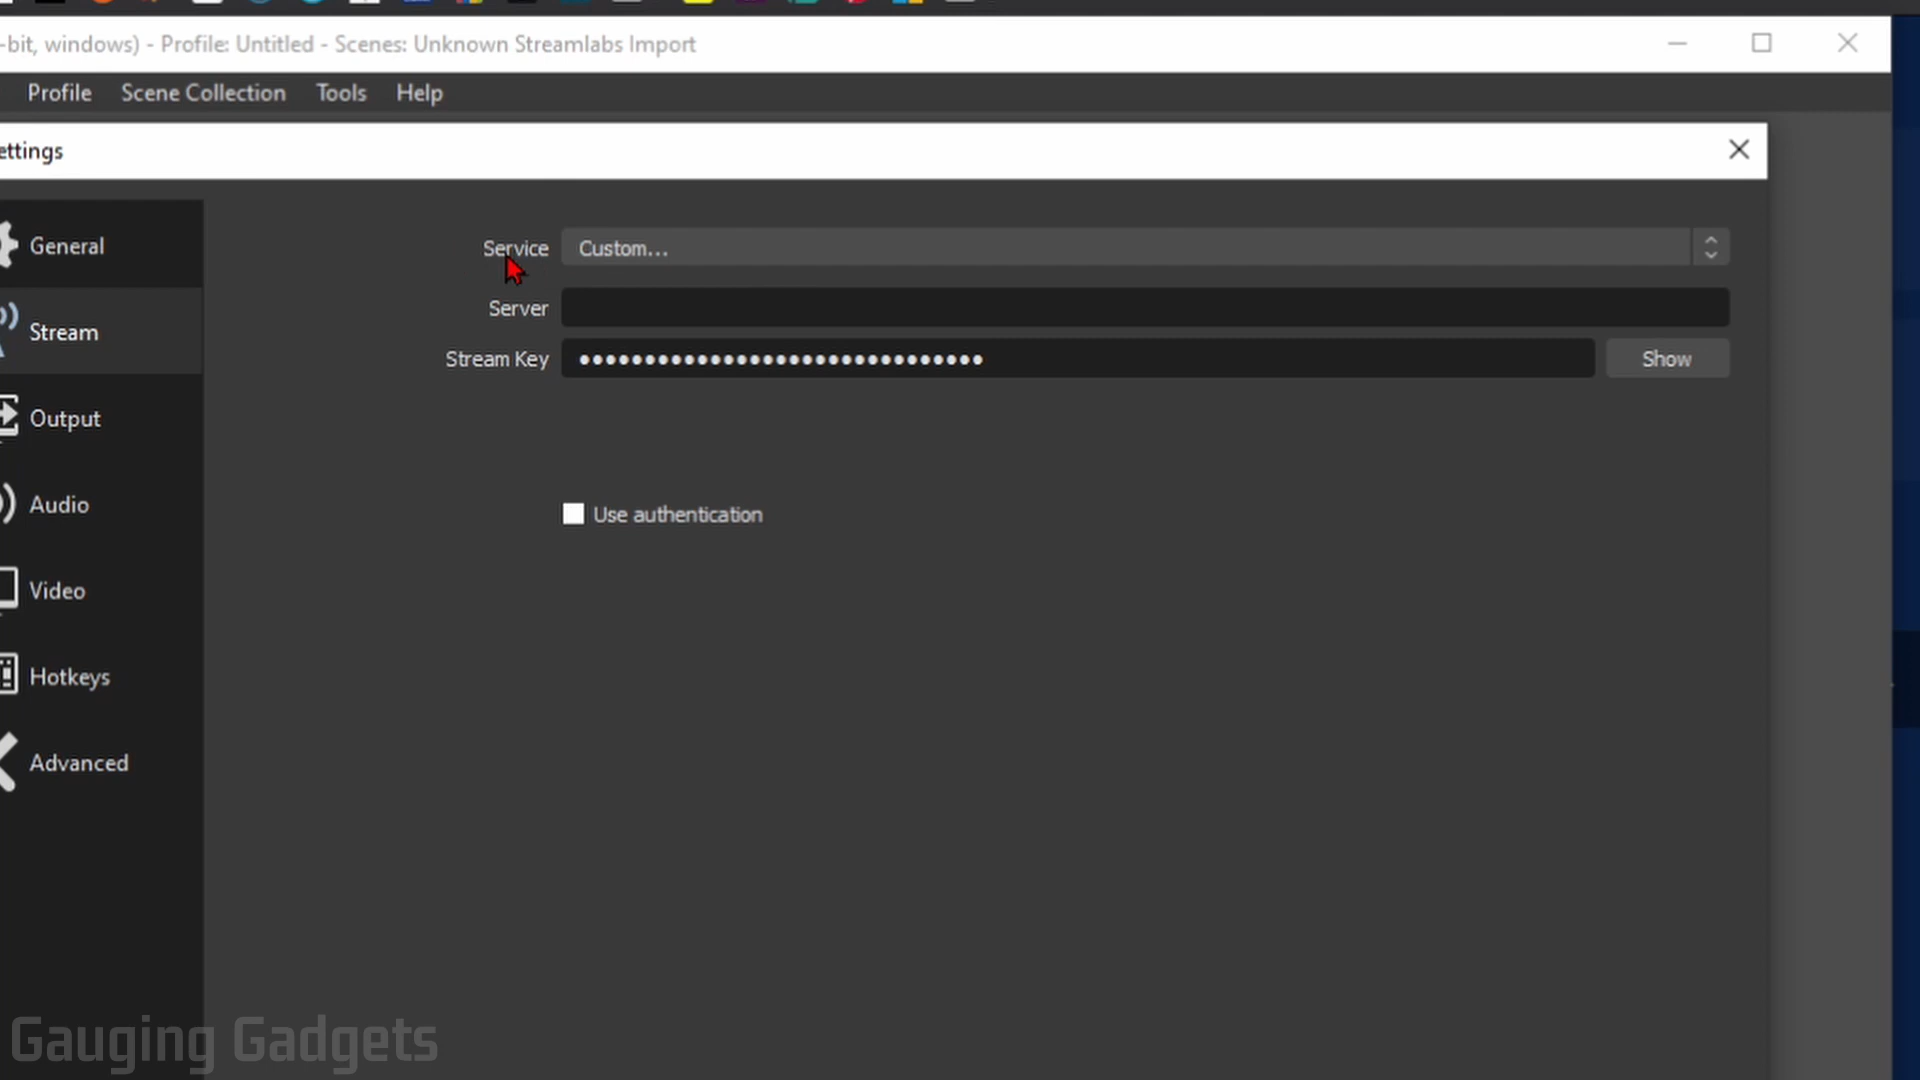 -bit, windows) - Profile: Untitled - Scenes: Unknown Streamlabs Import
Profile Scene Collection Tools Help
ettings
General
Service Custom...
Server
Stream
Stream Key ••••••••••••••••••••••••••••••• Show
Output
Audio
Use authentication
Video
Hotkeys
Advanced
Gauging Gadgets